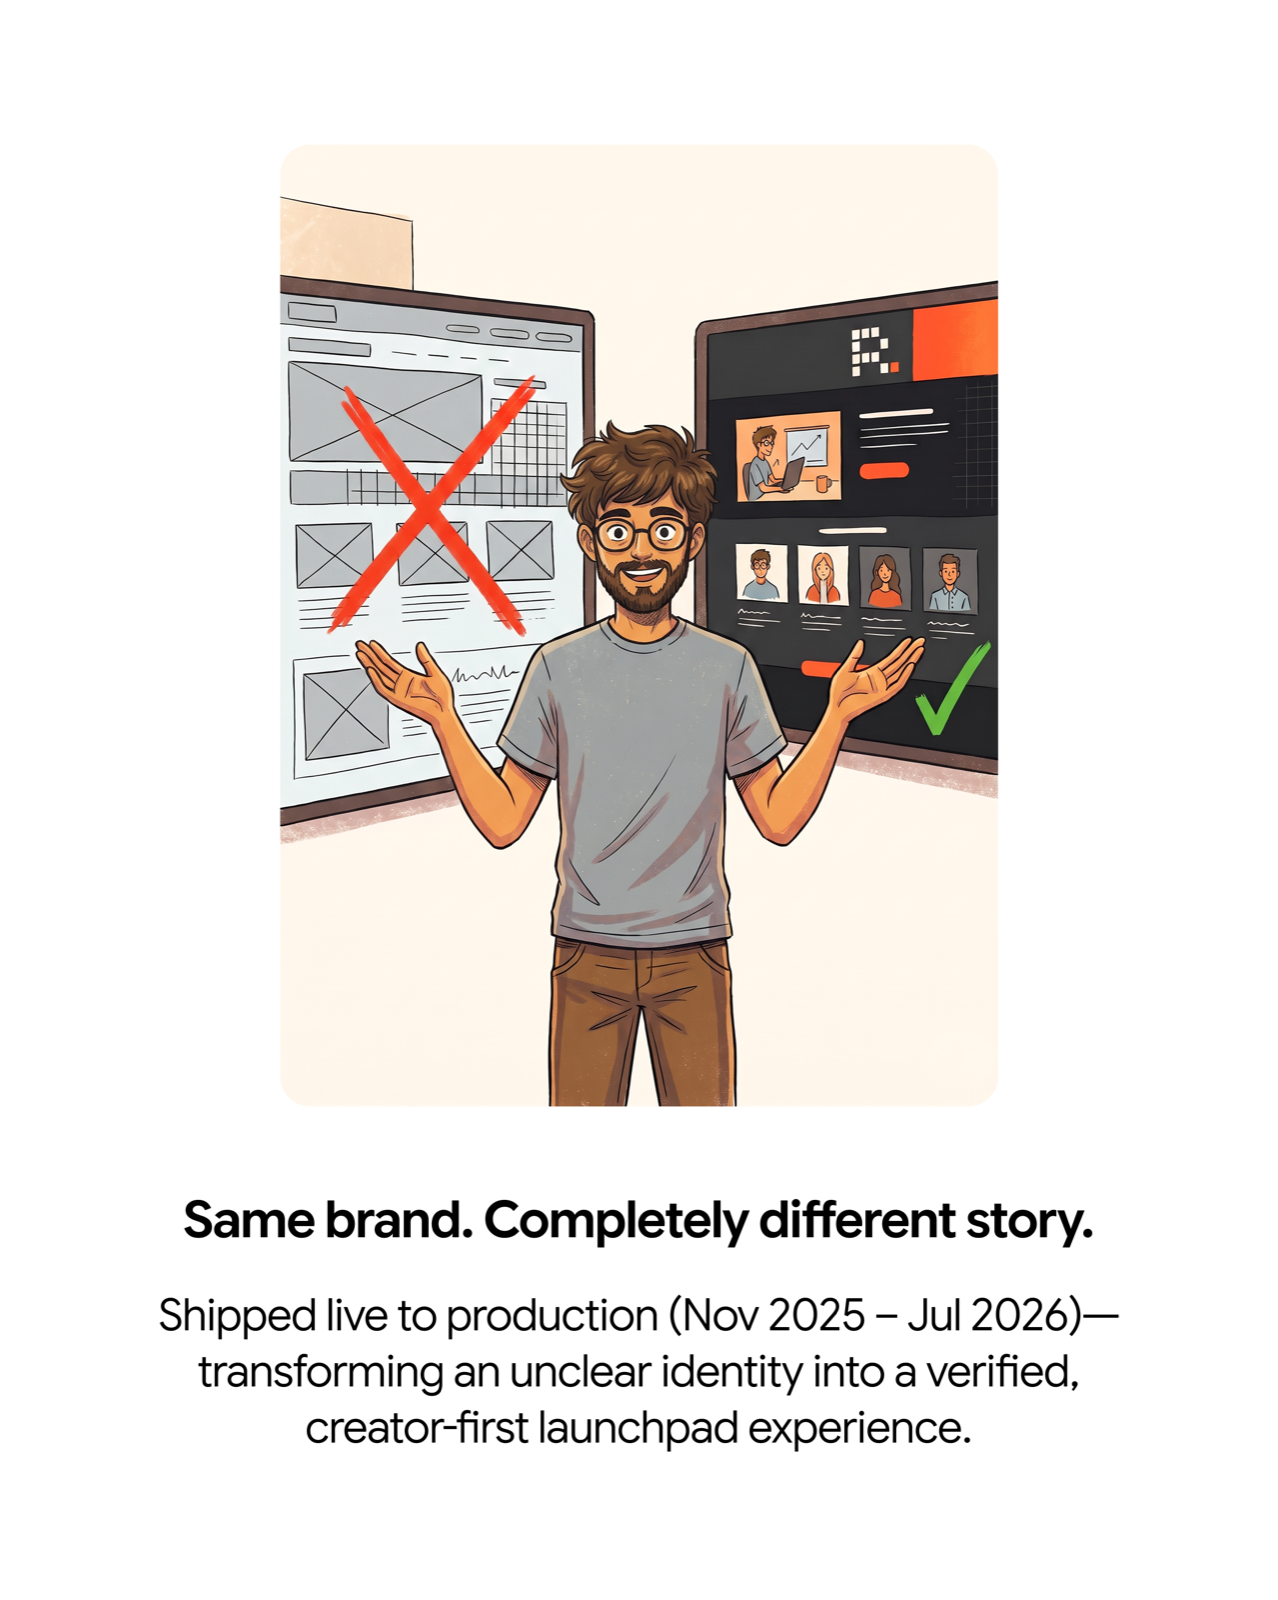 R.
Same brand. Completely different story.
Shipped live to production (Nov 2025 – Jul 2026)—
transforming an unclear identity into a verified,
creator-first launchpad experience.